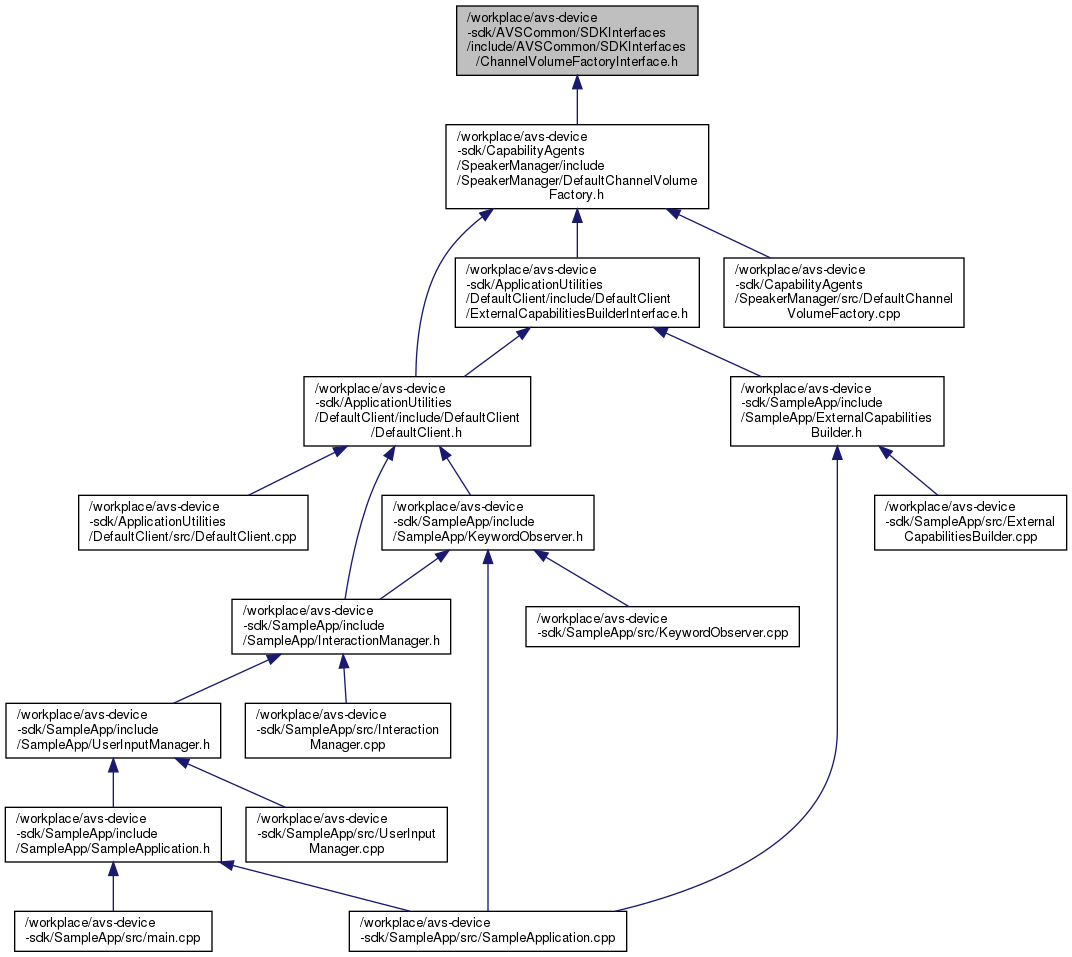 /workplace/avs-device
-sdk/AVSCommon/SDKInterfaces
/include/AVSCommon/SDKInterfaces
/ChannelVolumeFactoryInterface.h
/workplace/avs-device
-sdk/CapabilityAgents
/SpeakerManager/include
/SpeakerManager/DefaultChannelVolume
Factory.h
/workplace/avs-device
-sdk/ApplicationUtilities
/DefaultClient/include/DefaultClient
/ExternalCapabilitiesBuilderInterface.h
/workplace/avs-device
-sdk/CapabilityAgents
/SpeakerManager/src/DefaultChannel
VolumeFactory.cpp
/workplace/avs-device
-sdk/ApplicationUtilities
/DefaultClient/include/DefaultClient
/DefaultClient.h
/workplace/avs-device
-sdk/SampleApp/include
/SampleApp/ExternalCapabilities
Builder.h
/workplace/avs-device
-sdk/ApplicationUtilities
/DefaultClient/src/DefaultClient.cpp
/workplace/avs-device
-sdk/SampleApp/include
/SampleApp/KeywordObserver.h
/workplace/avs-device
-sdk/SampleApp/src/External
CapabilitiesBuilder.cpp
/workplace/avs-device
-sdk/SampleApp/include
/SampleApp/InteractionManager.h
/workplace/avs-device
-sdk/SampleApp/src/KeywordObserver.cpp
/workplace/avs-device
-sdk/SampleApp/include
/SampleApp/UserInputManager.h
/workplace/avs-device
-sdk/SampleApp/src/Interaction
Manager.cpp
/workplace/avs-device
-sdk/SampleApp/include
/SampleApp/SampleApplication.h
/workplace/avs-device
-sdk/SampleApp/src/UserInput
Manager.cpp
/workplace/avs-device
-sdk/SampleApp/src/main.cpp
/workplace/avs-device
-sdk/SampleApp/src/SampleApplication.cpp